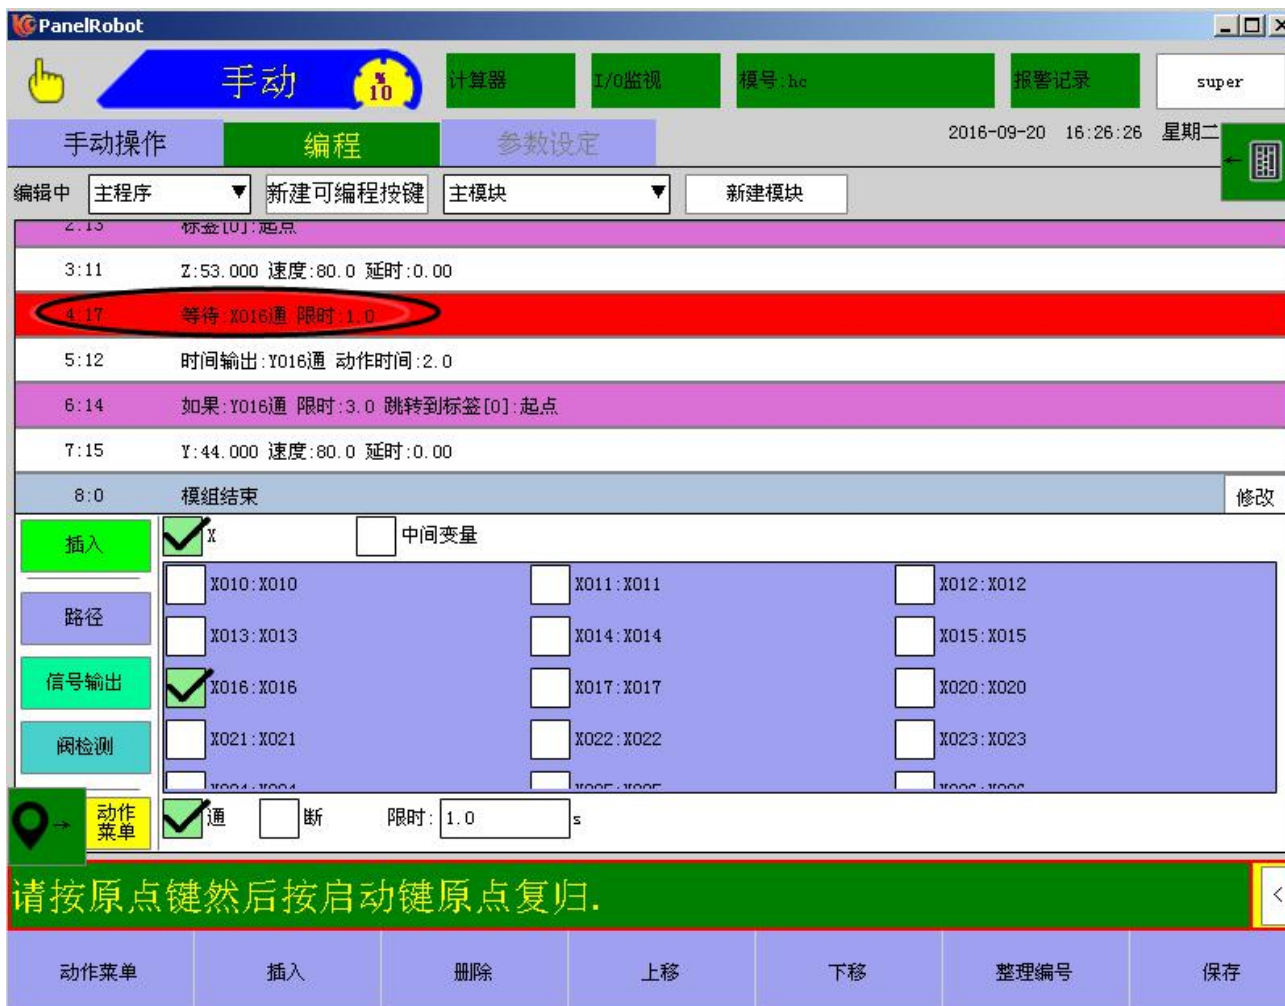 PanelRobot
手动 % 10 计算器 I/O监视 模号:hc 报警记录 super
手动操作 编程 参数设定 2016-09-20 16:26:26 星期二
编辑中 主程序 新建可编程按键 主模块 新建模块
2:13 标签[0]:起点
3:11 Z:53.000 速度:80.0 延时:0.00
4:17 等待:X016通 限时:1.0
5:12 时间输出:Y016通 动作时间:2.0
6:14 如果:Y016通 限时:3.0 跳转到标签[0]:起点
7:15 Y:44.000 速度:80.0 延时:0.00
8:0 模组结束 修改
插入 X 中间变量
X010:X010 X011:X011 X012:X012
路径
X013:X013 X014:X014 X015:X015
信号输出 X016:X016 X017:X017 X020:X020
阀检测 X021:X021 X022:X022 X023:X023
动作菜单 通 断 限时: 1.0 s
请按原点键然后按启动键原点复归.
动作菜单 插入 删除 上移 下移 整理编号 保存